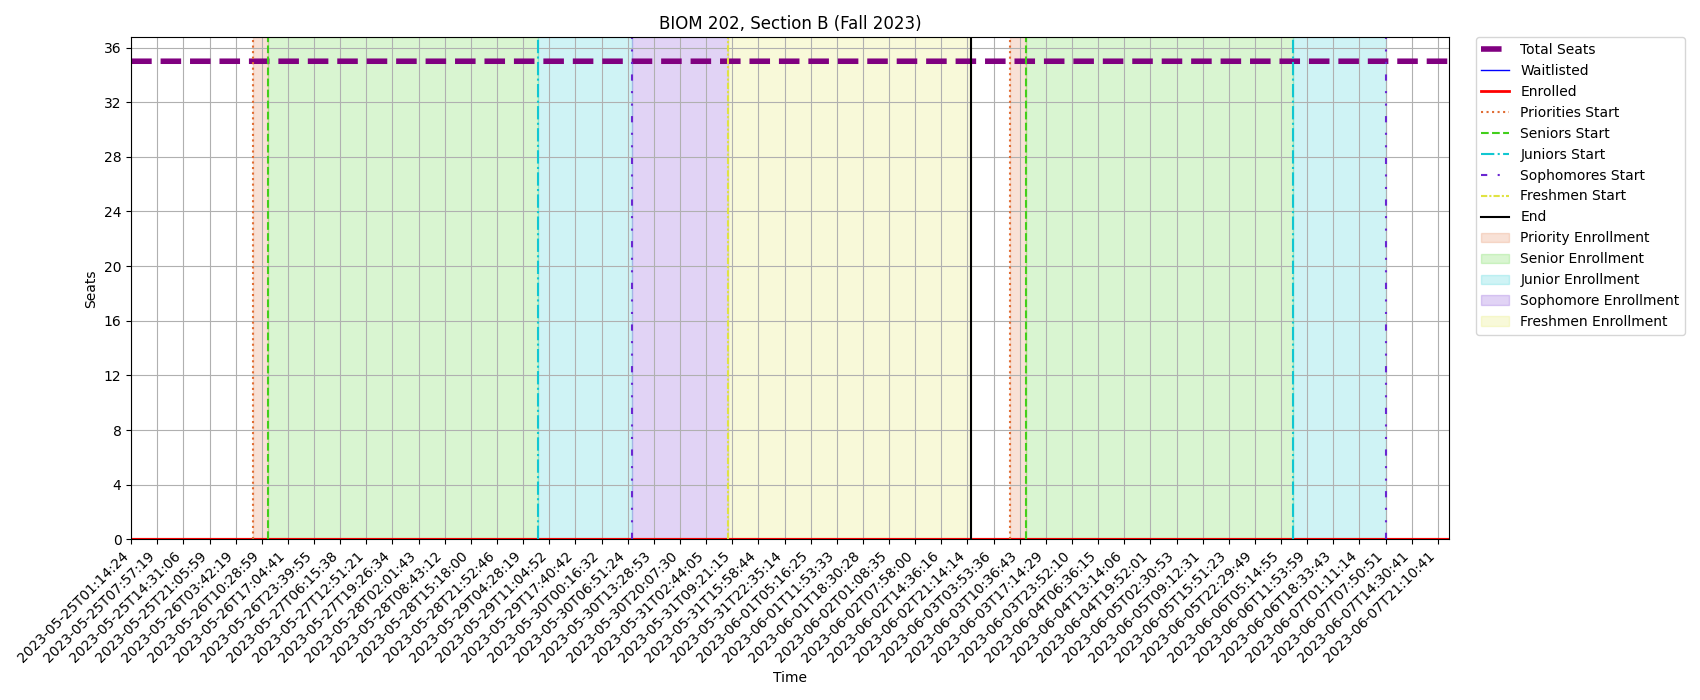 BIOM 202, Section B (Fall 2023)
Seats
36
32
28
24
20
16
12
8
4
0
2023-05-25T01:14:24
2023-05-25T07:57:19
2023-05-25T14:31:06
2023-05-25T21:05:59
2023-05-26T03:42:19
2023-05-26T10:28:59
2023-05-26T17:04:41
2023-05-26T23:39:55
2023-05-27T06:15:38
2023-05-27T12:51:21
2023-05-27T19:26:34
2023-05-28T02:01:43
2023-05-28T08:43:12
2023-05-28T15:18:00
2023-05-28T21:52:46
2023-05-29T04:28:19
2023-05-29T11:04:52
2023-05-29T17:40:42
2023-05-30T00:16:32
2023-05-30T06:51:24
2023-05-30T13:28:53
2023-05-30T20:07:30
2023-05-31T02:44:05
2023-05-31T09:21:15
2023-05-31T15:58:44
2023-05-31T22:35:14
2023-06-01T05:16:25
2023-06-01T11:53:33
2023-06-01T18:30:28
2023-06-02T01:08:35
2023-06-02T07:58:00
2023-06-02T14:36:16
2023-06-02T21:14:14
2023-06-03T03:53:36
2023-06-03T10:36:43
2023-06-03T17:14:29
2023-06-03T23:52:10
2023-06-04T06:36:15
2023-06-04T13:14:06
2023-06-04T19:52:01
2023-06-05T02:30:53
2023-06-05T09:12:31
2023-06-05T15:51:23
2023-06-05T22:29:49
2023-06-06T05:14:55
2023-06-06T11:53:59
2023-06-06T18:33:43
2023-06-07T01:11:14
2023-06-07T07:50:51
2023-06-07T14:30:41
2023-06-07T21:10:41
Time
Total Seats
Waitlisted
Enrolled
Priorities Start
Seniors Start
Juniors Start
Sophomores Start
Freshmen Start
End
Priority Enrollment
Senior Enrollment
Junior Enrollment
Sophomore Enrollment
Freshmen Enrollment